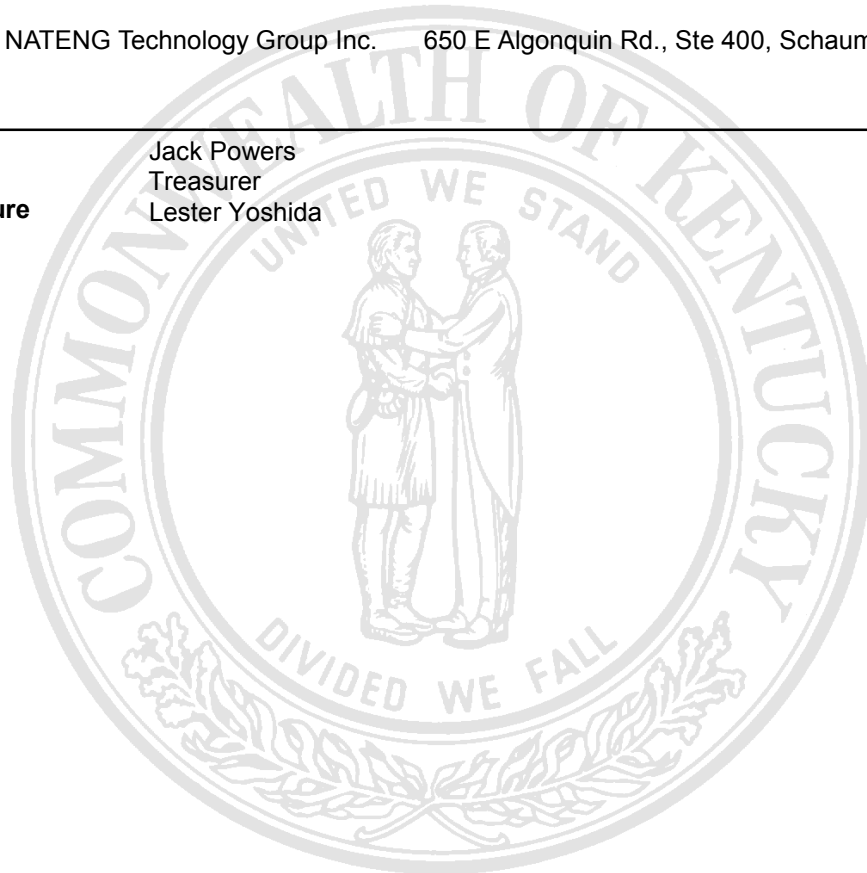 NATENG Technology Group Inc. 650 E Algonquin Rd., Ste 400, Schaum
Jack Powers
Treasurer
ure Lester Yoshida
COMMONWEALTH OF KENTUCKY
UNITED WE STAND
DIVIDED WE FALL